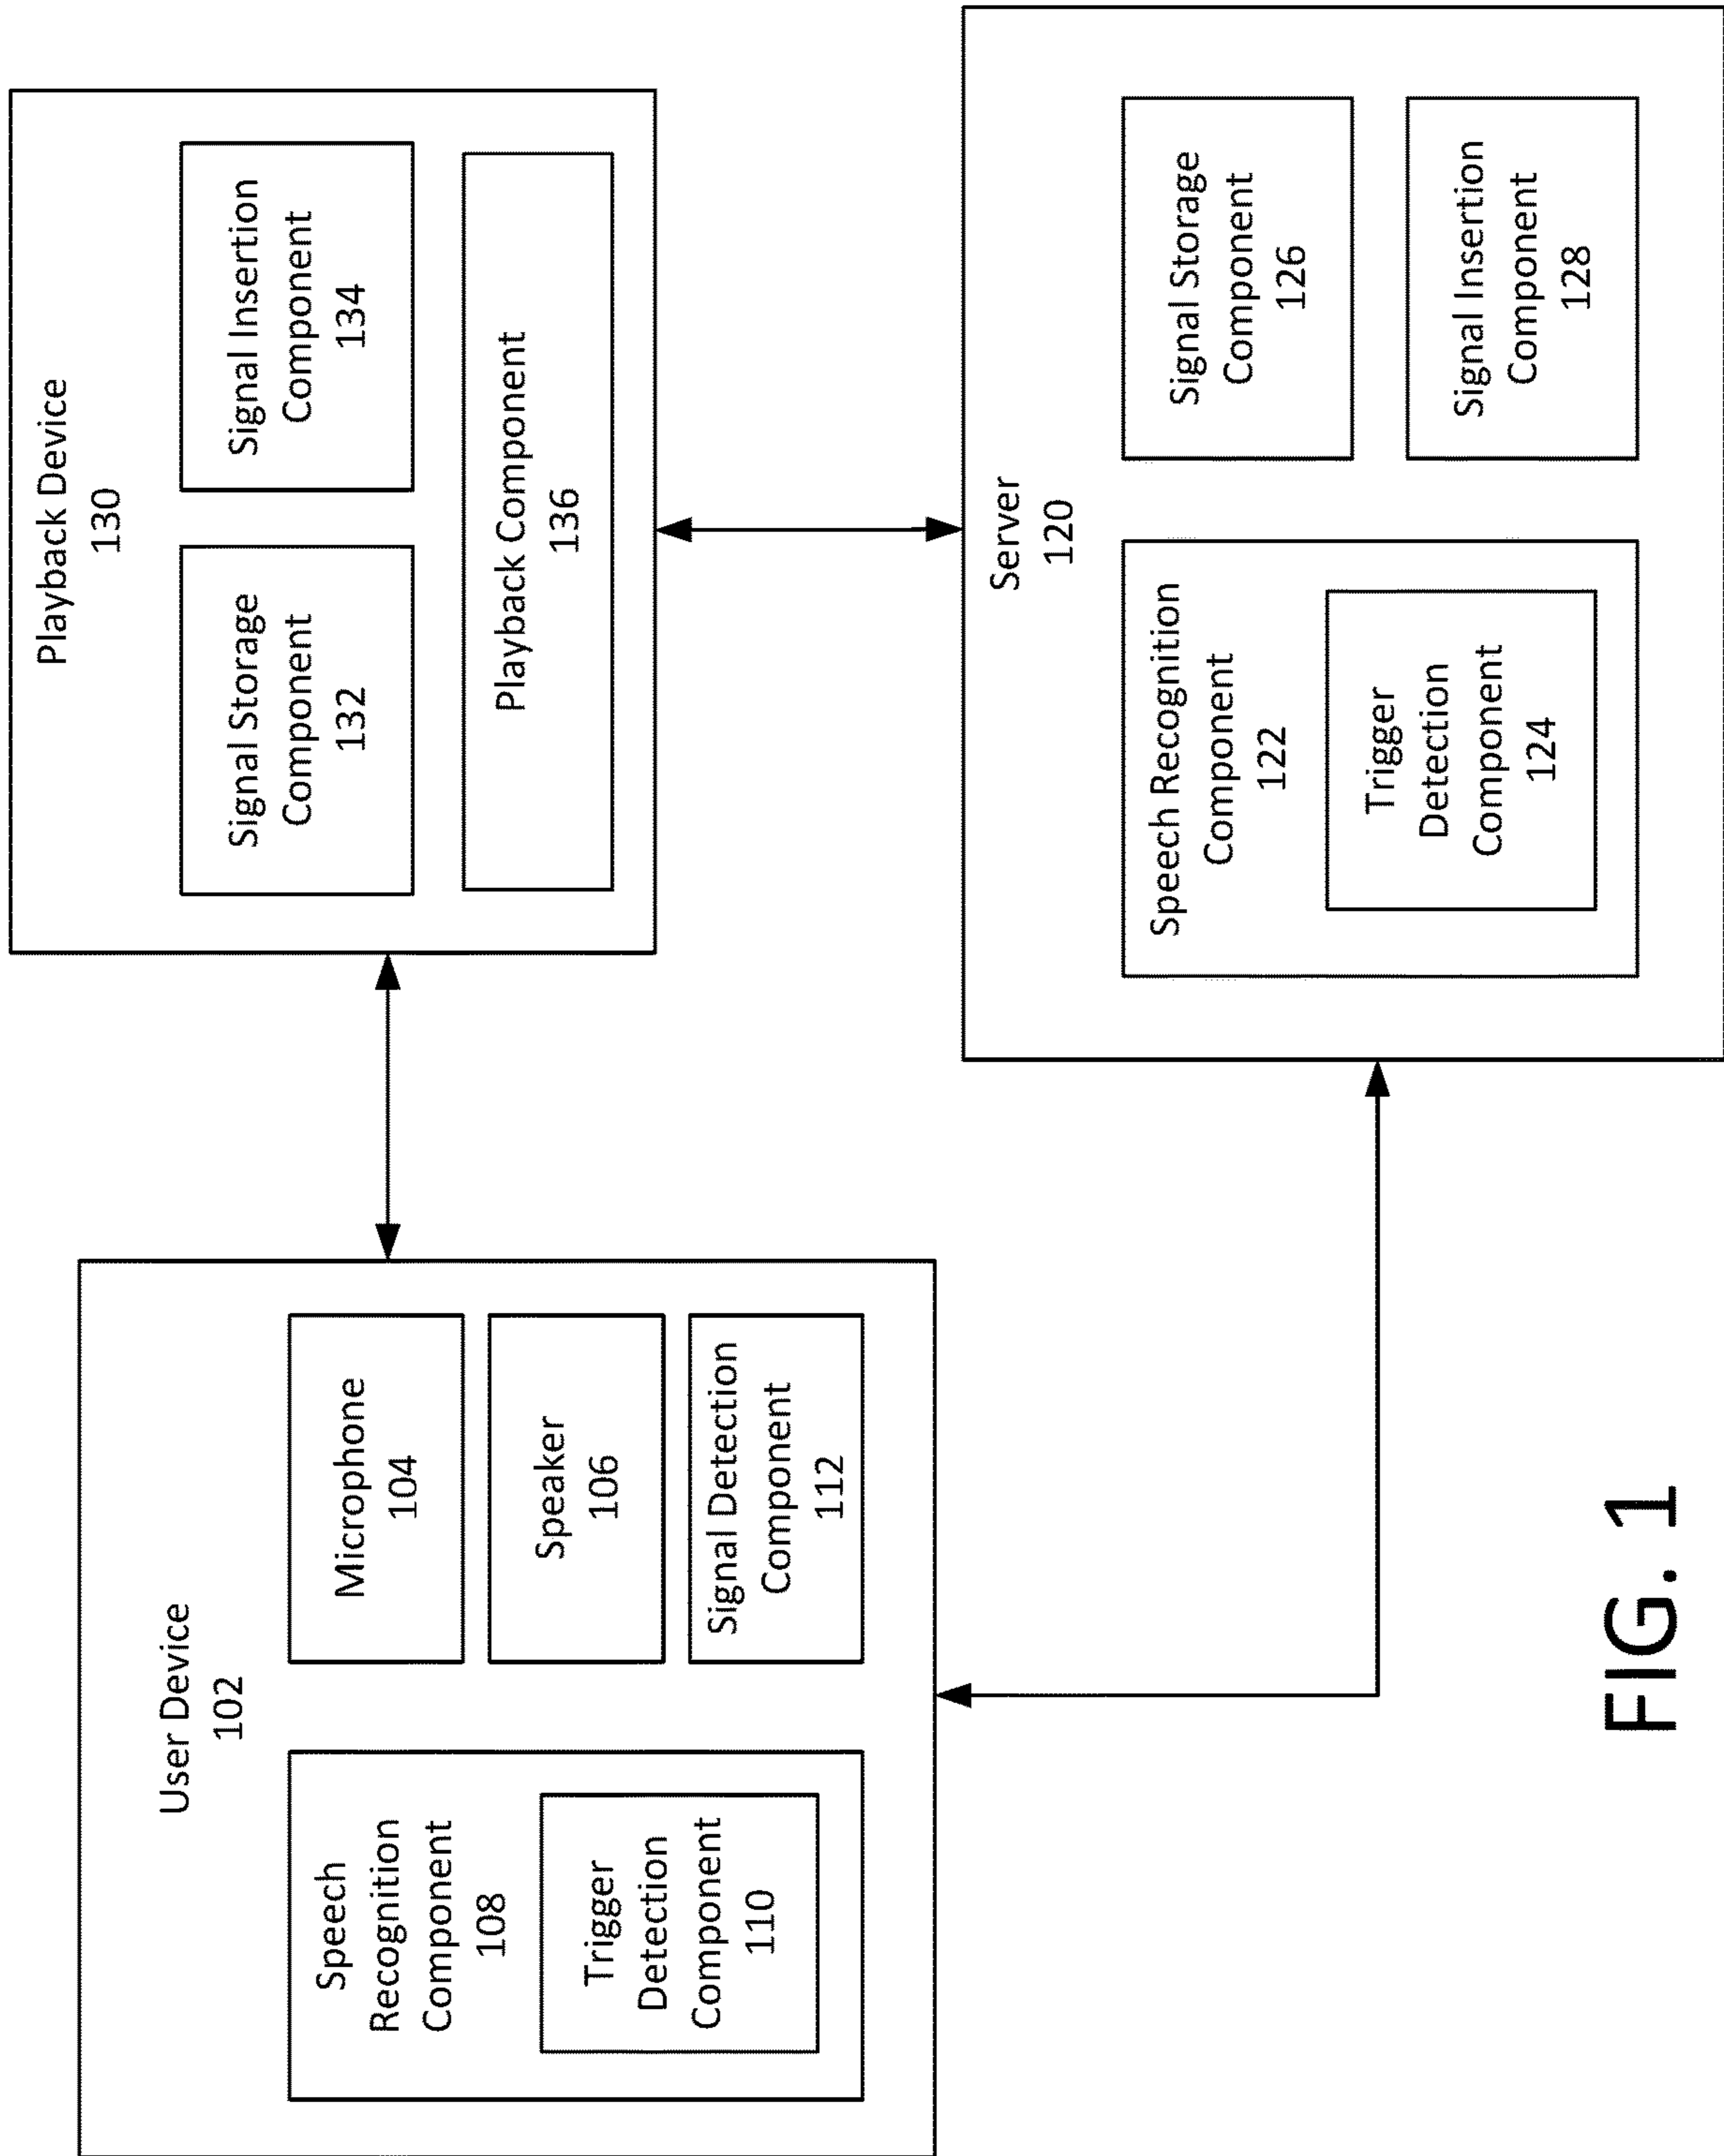 User Device
102
Speech
Recognition
Component
108
Trigger
Detection
Component
110
Microphone
104
Speaker
106
Signal Detection
Component
112
Playback Device
130
Signal Storage
Component
132
Signal Insertion
Component
134
Playback Component
136
Server
120
Speech Recognition
Component
122
Trigger
Detection
Component
124
Signal Storage
Component
126
Signal Insertion
Component
128
FIG. 1